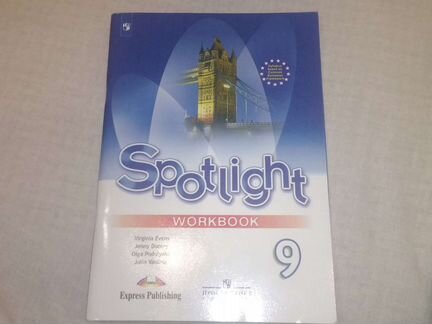 Spotlight
WORKBOOK
Virginia Evans
Jenny Dooley
Olga Podolyako
Julia Vaulina
9
Express Publishing